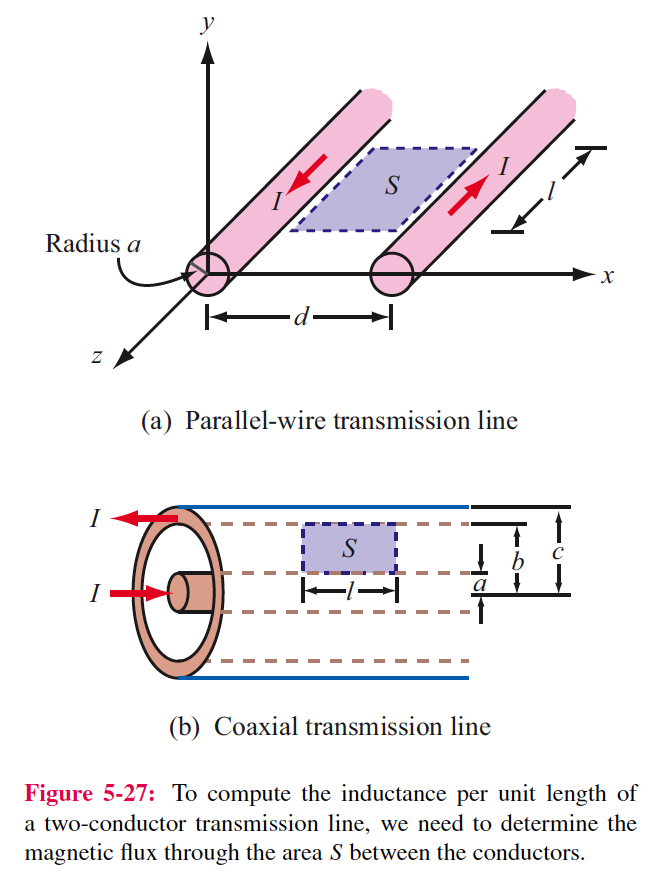 y
I
S
I
l
Radius a
x
d
z
(a) Parallel-wire transmission line
I
S
b
c
I
l
a
(b) Coaxial transmission line
Figure 5-27: To compute the inductance per unit length of
a two-conductor transmission line, we need to determine the
magnetic flux through the area S between the conductors.